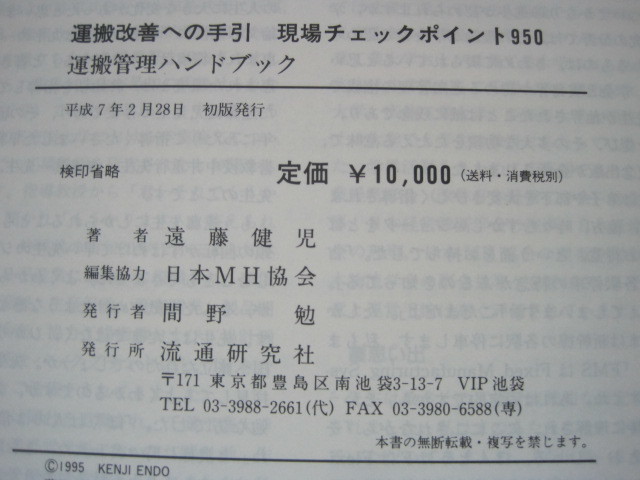 運搬改善への手引　現場チェックポイント950
運搬管理ハンドブック
平成7年2月28日　初版発行
検印省略　定価　￥10,000（送料・消費税別）
著者　遠藤健児
編集協力　日本MH協会
発行者　間野　勉
発行所　流通研究社
〒171 東京都豊島区南池袋3-13-7　VIP池袋
TEL 03-3988-2661(代) FAX 03-3980-6588(専)
本書の無断転載・複写を禁じます。
©1995 KENJI ENDO